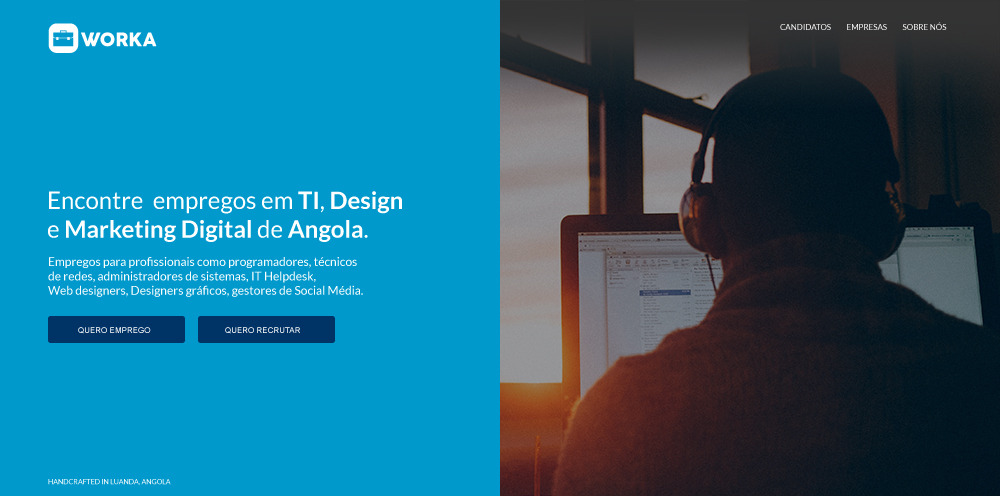 WORKA
CANDIDATOS EMPRESAS SOBRE NÓS
Encontre empregos em TI, Design
e Marketing Digital de Angola.
Empregos para profissionais como programadores, técnicos
de redes, administradores de sistemas, IT Helpdesk,
Web designers, Designers gráficos, gestores de Social Média.
QUERO EMPREGO
QUERO RECRUTAR
HANDCRAFTED IN LUANDA, ANGOLA